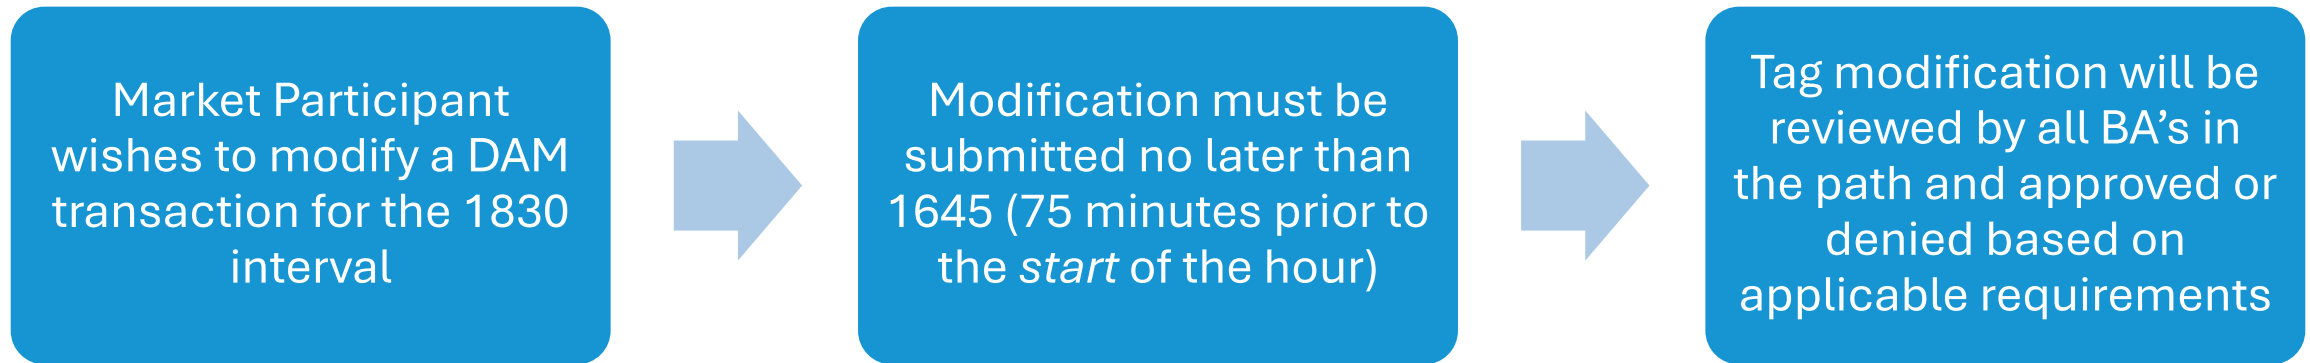 Market Participant
wishes to modify a DAM
transaction for the 1830
interval
Modification must be
submitted no later than
1645 (75 minutes prior to
the start of the hour)
Tag modification will be
reviewed by all BA’s in
the path and approved or
denied based on
applicable requirements